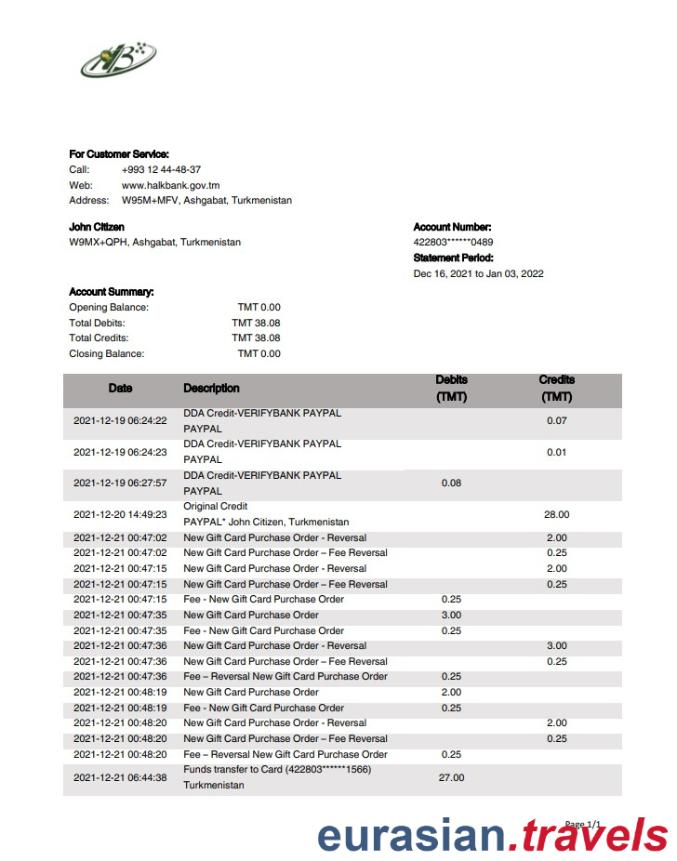 HB
For Customer Service:
Call: +993 12 44-48-37
Web: www.halkbank.gov.tm
Address: W95M+MFV, Ashgabat, Turkmenistan
John Citizen
W9MX+QPH, Ashgabat, Turkmenistan
Account Number:
422803******0489
Statement Period:
Dec 16, 2021 to Jan 03, 2022
Account Summary:
Opening Balance: TMT 0.00
Total Debits: TMT 38.08
Total Credits: TMT 38.08
Closing Balance: TMT 0.00
Date Description Debits (TMT) Credits (TMT)
2021-12-19 06:24:22 DDA Credit-VERIFYBANK PAYPAL 0.07
PAYPAL
2021-12-19 06:24:23 DDA Credit-VERIFYBANK PAYPAL 0.01
PAYPAL
2021-12-19 06:27:57 DDA Credit-VERIFYBANK PAYPAL 0.08
PAYPAL
2021-12-20 14:49:23 Original Credit 28.00
PAYPAL* John Citizen, Turkmenistan
2021-12-21 00:47:02 New Gift Card Purchase Order - Reversal 2.00
2021-12-21 00:47:02 New Gift Card Purchase Order – Fee Reversal 0.25
2021-12-21 00:47:15 New Gift Card Purchase Order - Reversal 2.00
2021-12-21 00:47:15 New Gift Card Purchase Order – Fee Reversal 0.25
2021-12-21 00:47:15 Fee - New Gift Card Purchase Order 0.25
2021-12-21 00:47:35 New Gift Card Purchase Order 3.00
2021-12-21 00:47:35 Fee - New Gift Card Purchase Order 0.25
2021-12-21 00:47:36 New Gift Card Purchase Order - Reversal 3.00
2021-12-21 00:47:36 New Gift Card Purchase Order – Fee Reversal 0.25
2021-12-21 00:47:36 Fee – Reversal New Gift Card Purchase Order 0.25
2021-12-21 00:48:19 New Gift Card Purchase Order 2.00
2021-12-21 00:48:19 Fee - New Gift Card Purchase Order 0.25
2021-12-21 00:48:20 New Gift Card Purchase Order - Reversal 2.00
2021-12-21 00:48:20 New Gift Card Purchase Order – Fee Reversal 0.25
2021-12-21 00:48:20 Fee – Reversal New Gift Card Purchase Order 0.25
2021-12-21 06:44:38 Funds transfer to Card (422803******1566) 27.00
Turkmenistan
Page 1/1
eurasian.travels